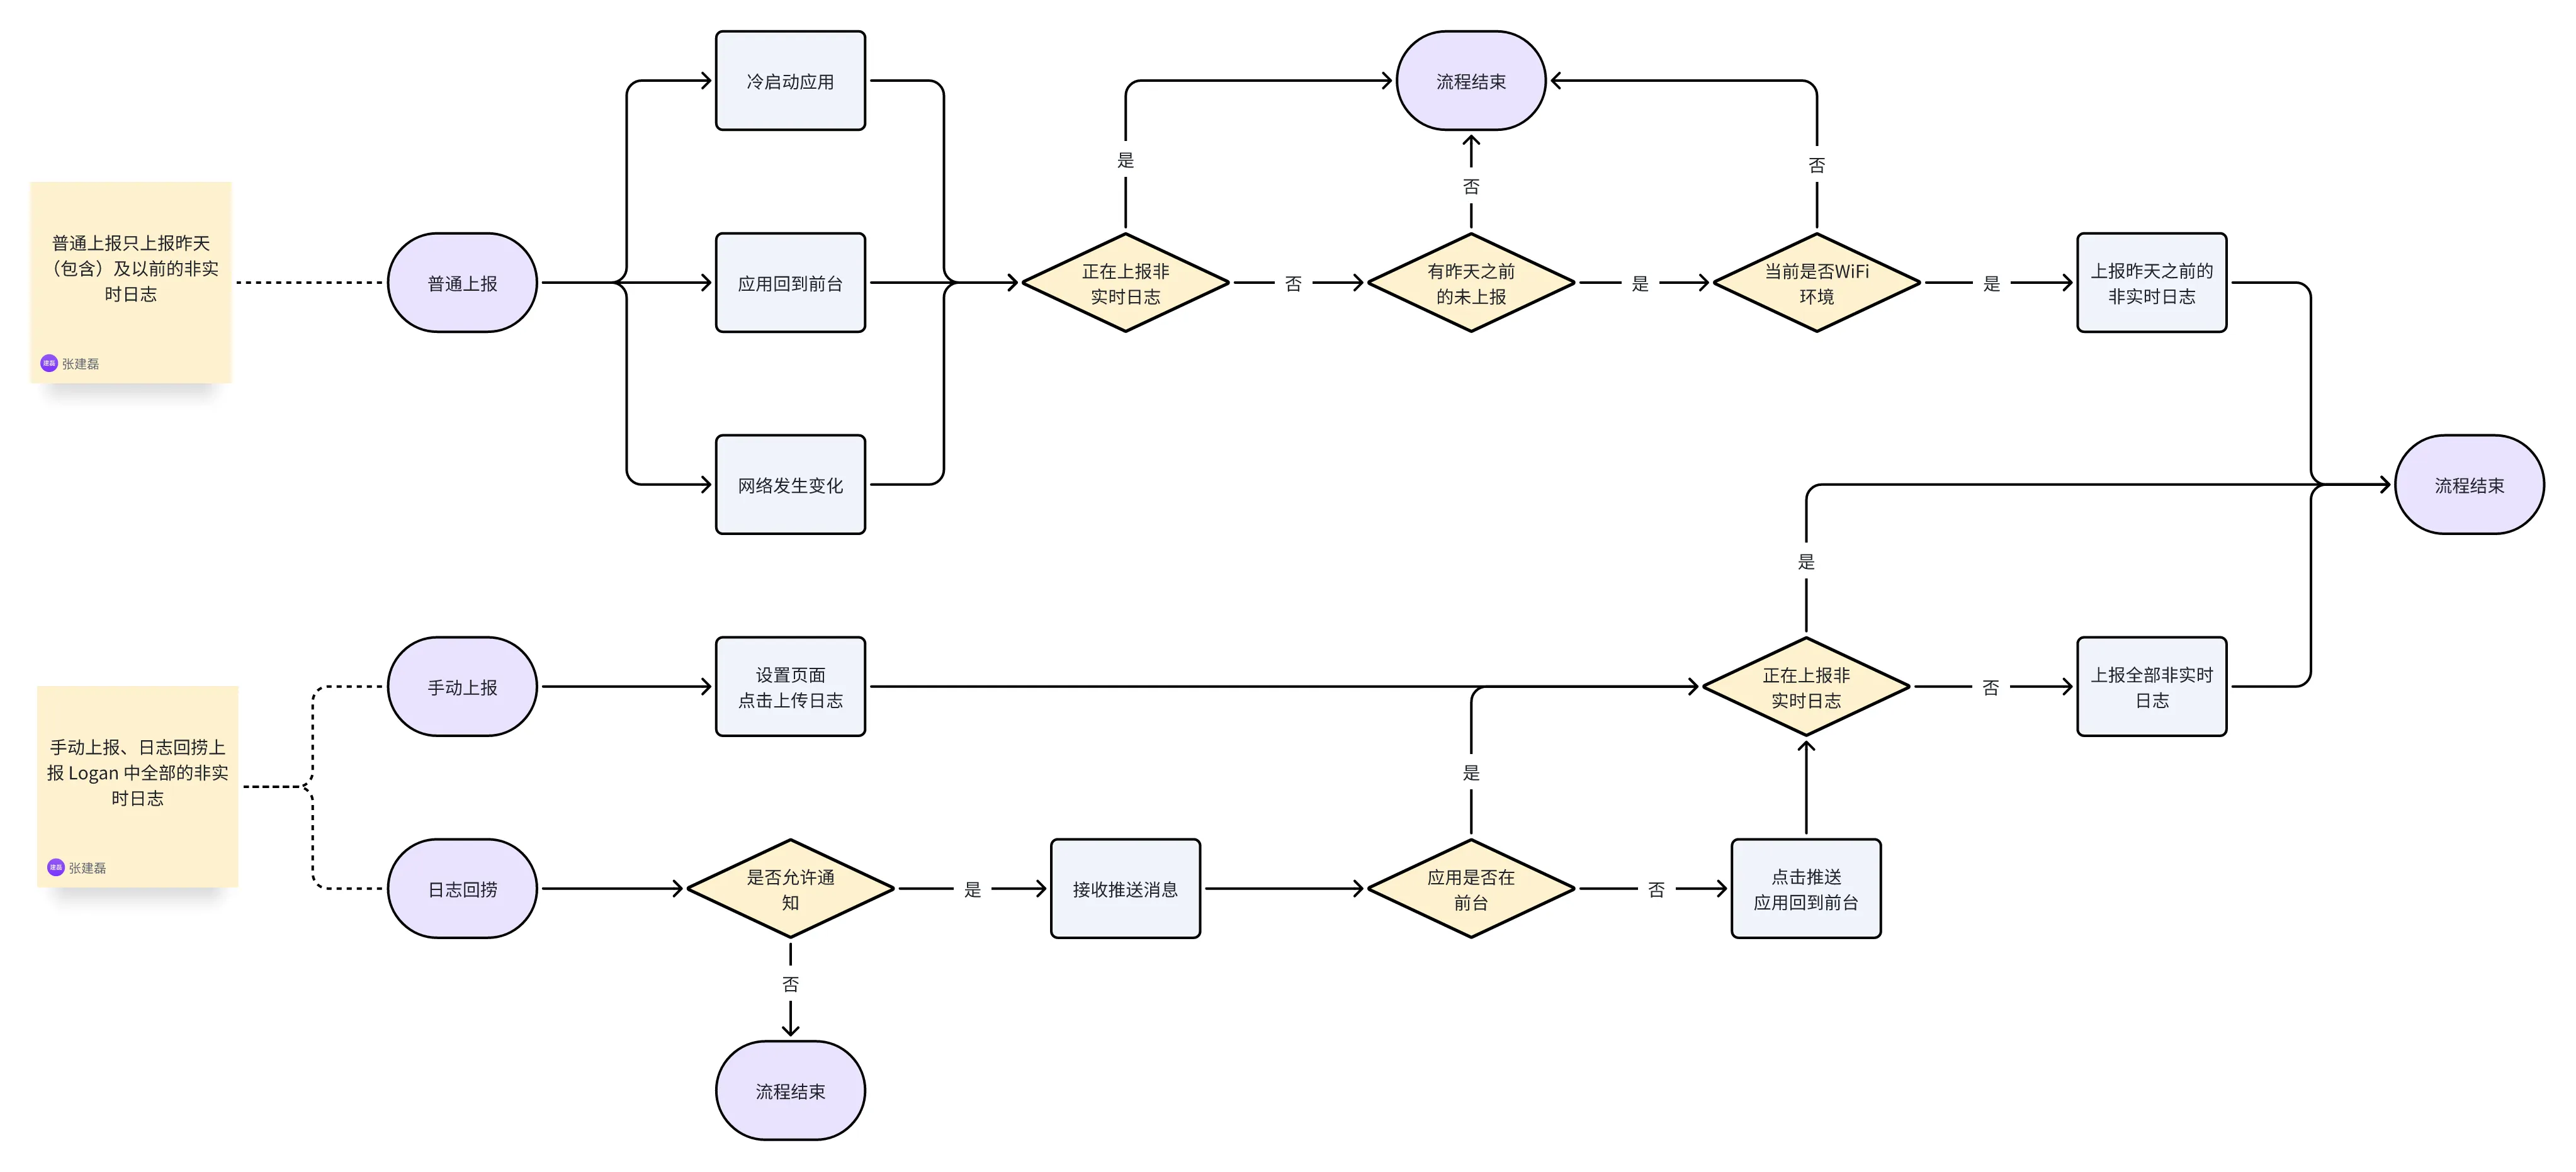 冷启动应用
流程结束
是
否
否
普通上报只上报昨天
（包含）及以前的非实
时日志
建磊
张建磊
普通上报
应用回到前台
正在上报非
实时日志
否
有昨天之前
的未上报
是
当前是否WiFi
环境
是
上报昨天之前的
非实时日志
网络发生变化
流程结束
是
手动上报
设置页面
点击上传日志
正在上报非
实时日志
否
上报全部非实时
日志
手动上报、日志回捞上
报 Logan 中全部的非实
时日志
建磊
张建磊
是
日志回捞
是否允许通
知
是
接收推送消息
应用是否在
前台
否
点击推送
应用回到前台
否
流程结束